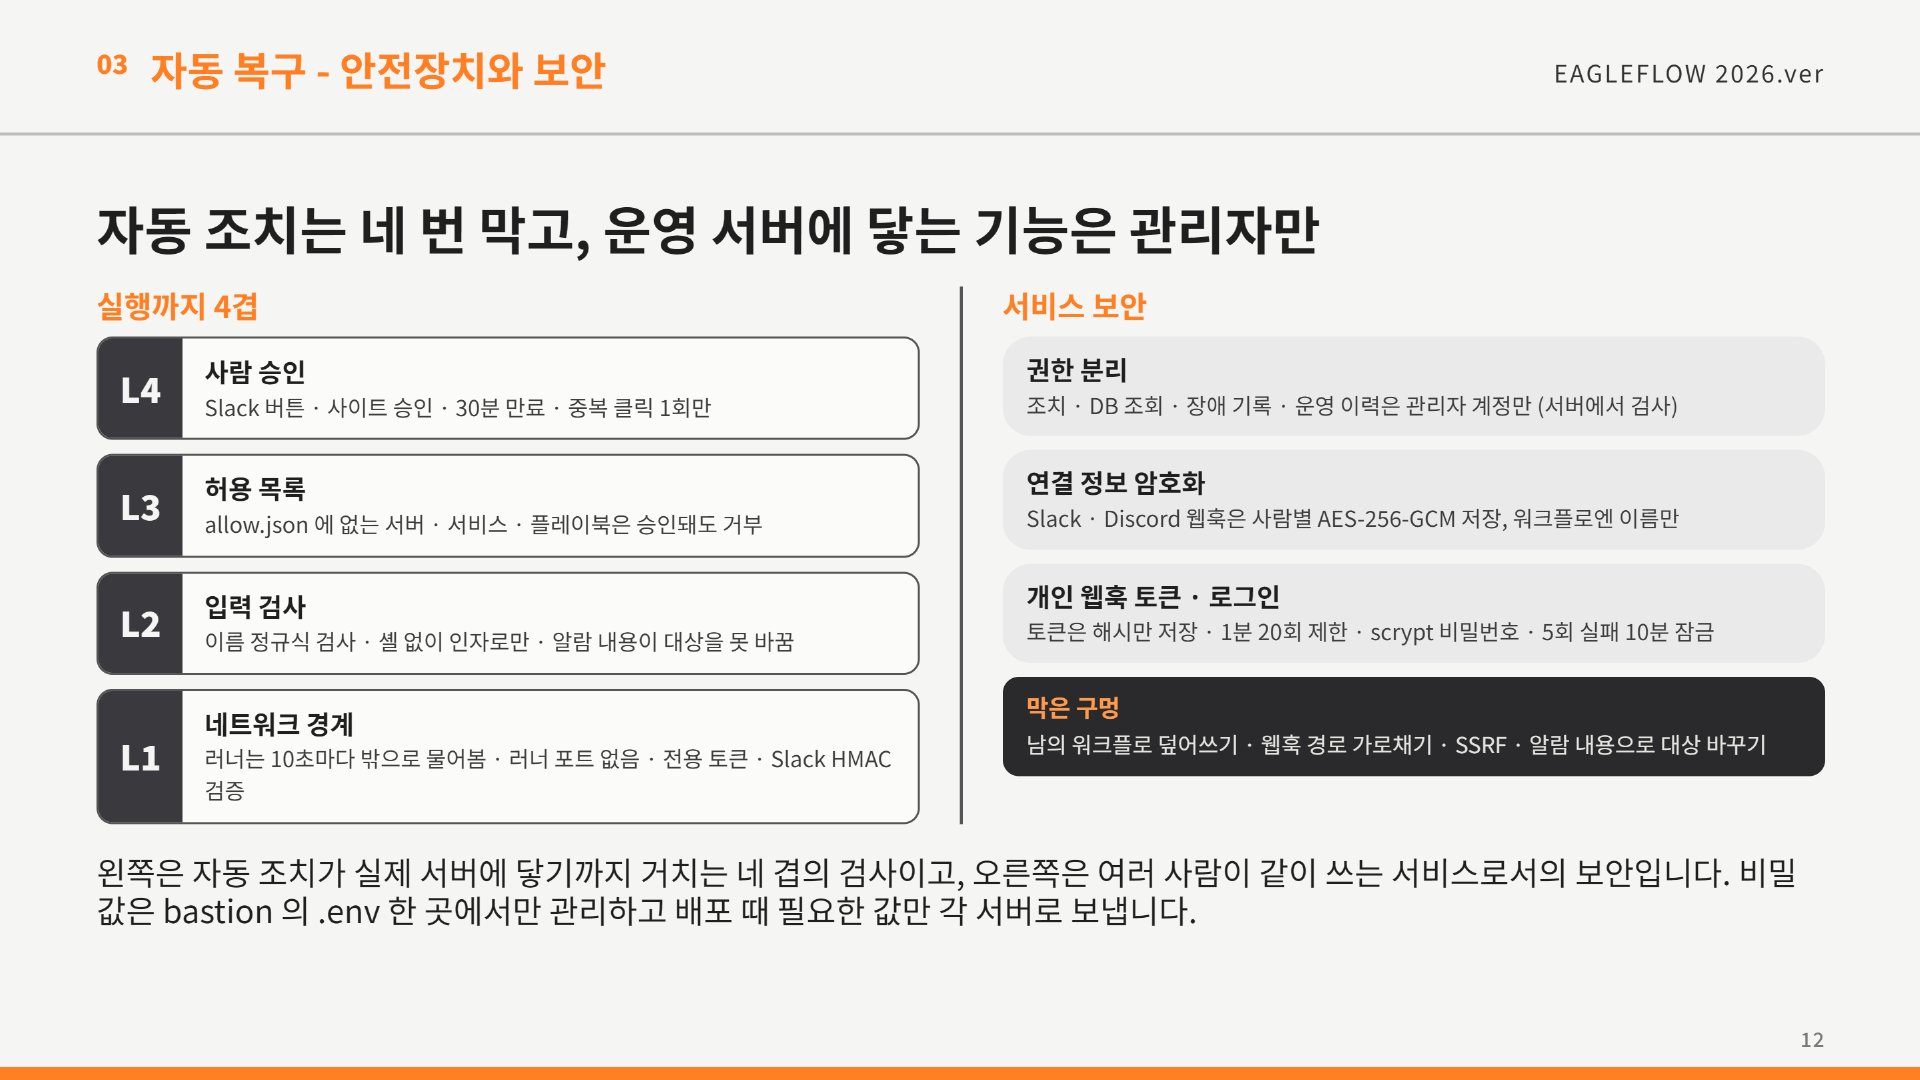 03 자동 복구 - 안전장치와 보안
EAGLEFLOW 2026.ver
자동 조치는 네 번 막고, 운영 서버에 닿는 기능은 관리자만
실행까지 4겹
L4
사람 승인
Slack 버튼 · 사이트 승인 · 30분 만료 · 중복 클릭 1회만
L3
허용 목록
allow.json 에 없는 서버 · 서비스 · 플레이북은 승인돼도 거부
L2
입력 검사
이름 정규식 검사 · 셸 없이 인자로만 · 알람 내용이 대상을 못 바꿈
L1
네트워크 경계
러너는 10초마다 밖으로 물어봄 · 러너 포트 없음 · 전용 토큰 · Slack HMAC
검증
서비스 보안
권한 분리
조치 · DB 조회 · 장애 기록 · 운영 이력은 관리자 계정만 (서버에서 검사)
연결 정보 암호화
Slack · Discord 웹훅은 사람별 AES-256-GCM 저장, 워크플로엔 이름만
개인 웹훅 토큰 · 로그인
토큰은 해시만 저장 · 1분 20회 제한 · scrypt 비밀번호 · 5회 실패 10분 잠금
막은 구멍
남의 워크플로 덮어쓰기 · 웹훅 경로 가로채기 · SSRF · 알람 내용으로 대상 바꾸기
왼쪽은 자동 조치가 실제 서버에 닿기까지 거치는 네 겹의 검사이고, 오른쪽은 여러 사람이 같이 쓰는 서비스로서의 보안입니다. 비밀
값은 bastion 의 .env 한 곳에서만 관리하고 배포 때 필요한 값만 각 서버로 보냅니다.
12